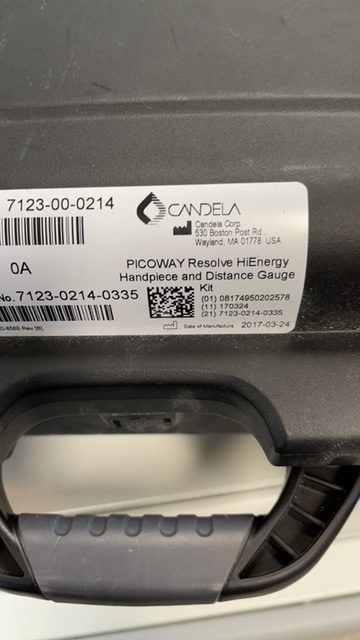 7123-00-0214
CANDELA
Candela Corp.
530 Boston Post Rd.,
Wayland, MA 01778 USA
0A
PICOWAY Resolve HiEnergy
Handpiece and Distance Gauge
Kit
No. 7123-0214-0335
(01) 08174950202578
(11) 170324
(21) 7123-0214-0335
Rev (B)
Date of Manufacture 2017-03-24